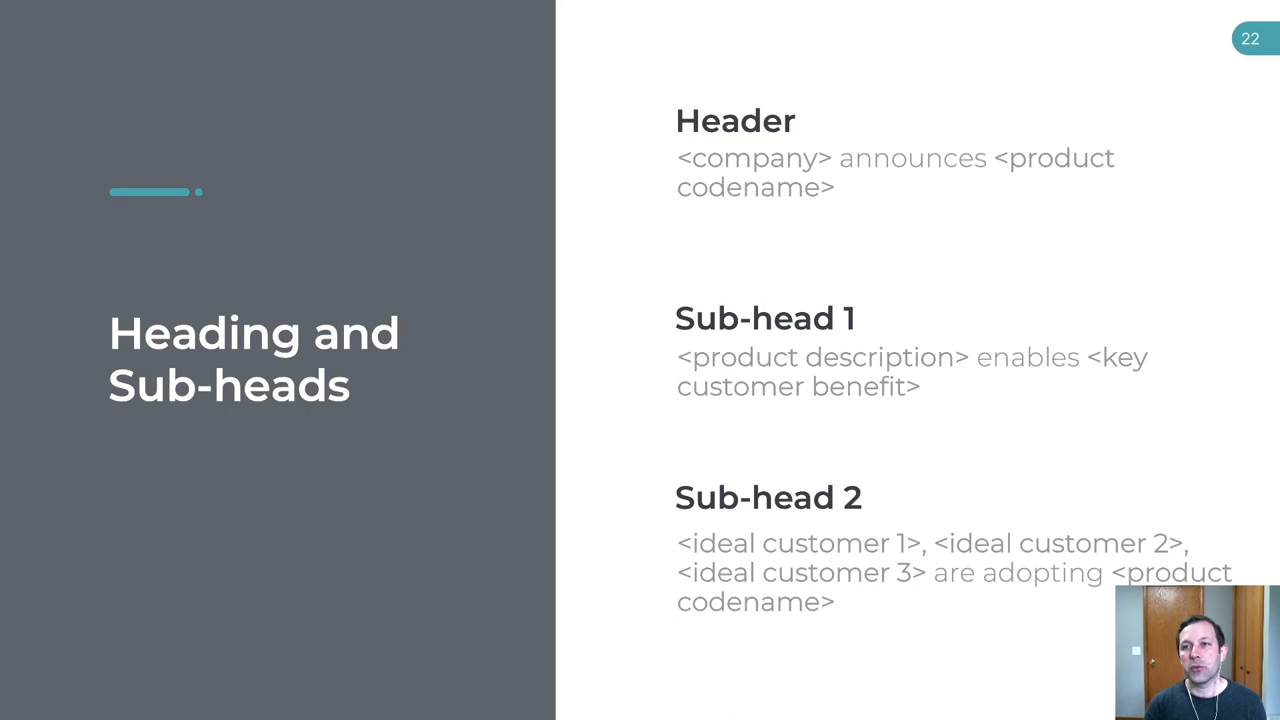 22
Heading and
Sub-heads
Header
<company> announces <product
codename>
Sub-head 1
<product description> enables <key
customer benefit>
Sub-head 2
<ideal customer 1>, <ideal customer 2>,
<ideal customer 3> are adopting <product
codename>